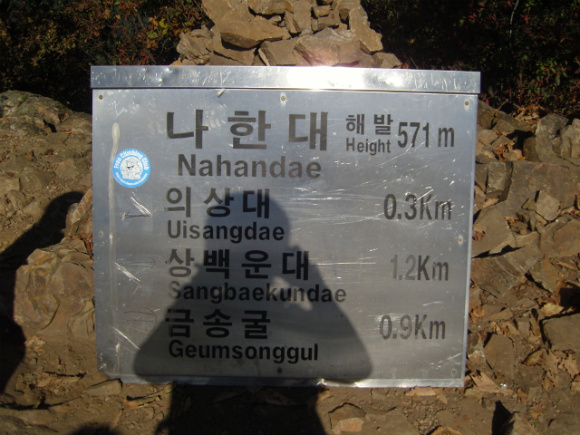 나한대 해발 571 m
Nahandae Height
의상대 0.3Km
Uisangdae
상백운대 1.2Km
Sangbaekundae
금송굴 0.9Km
Geumsonggul